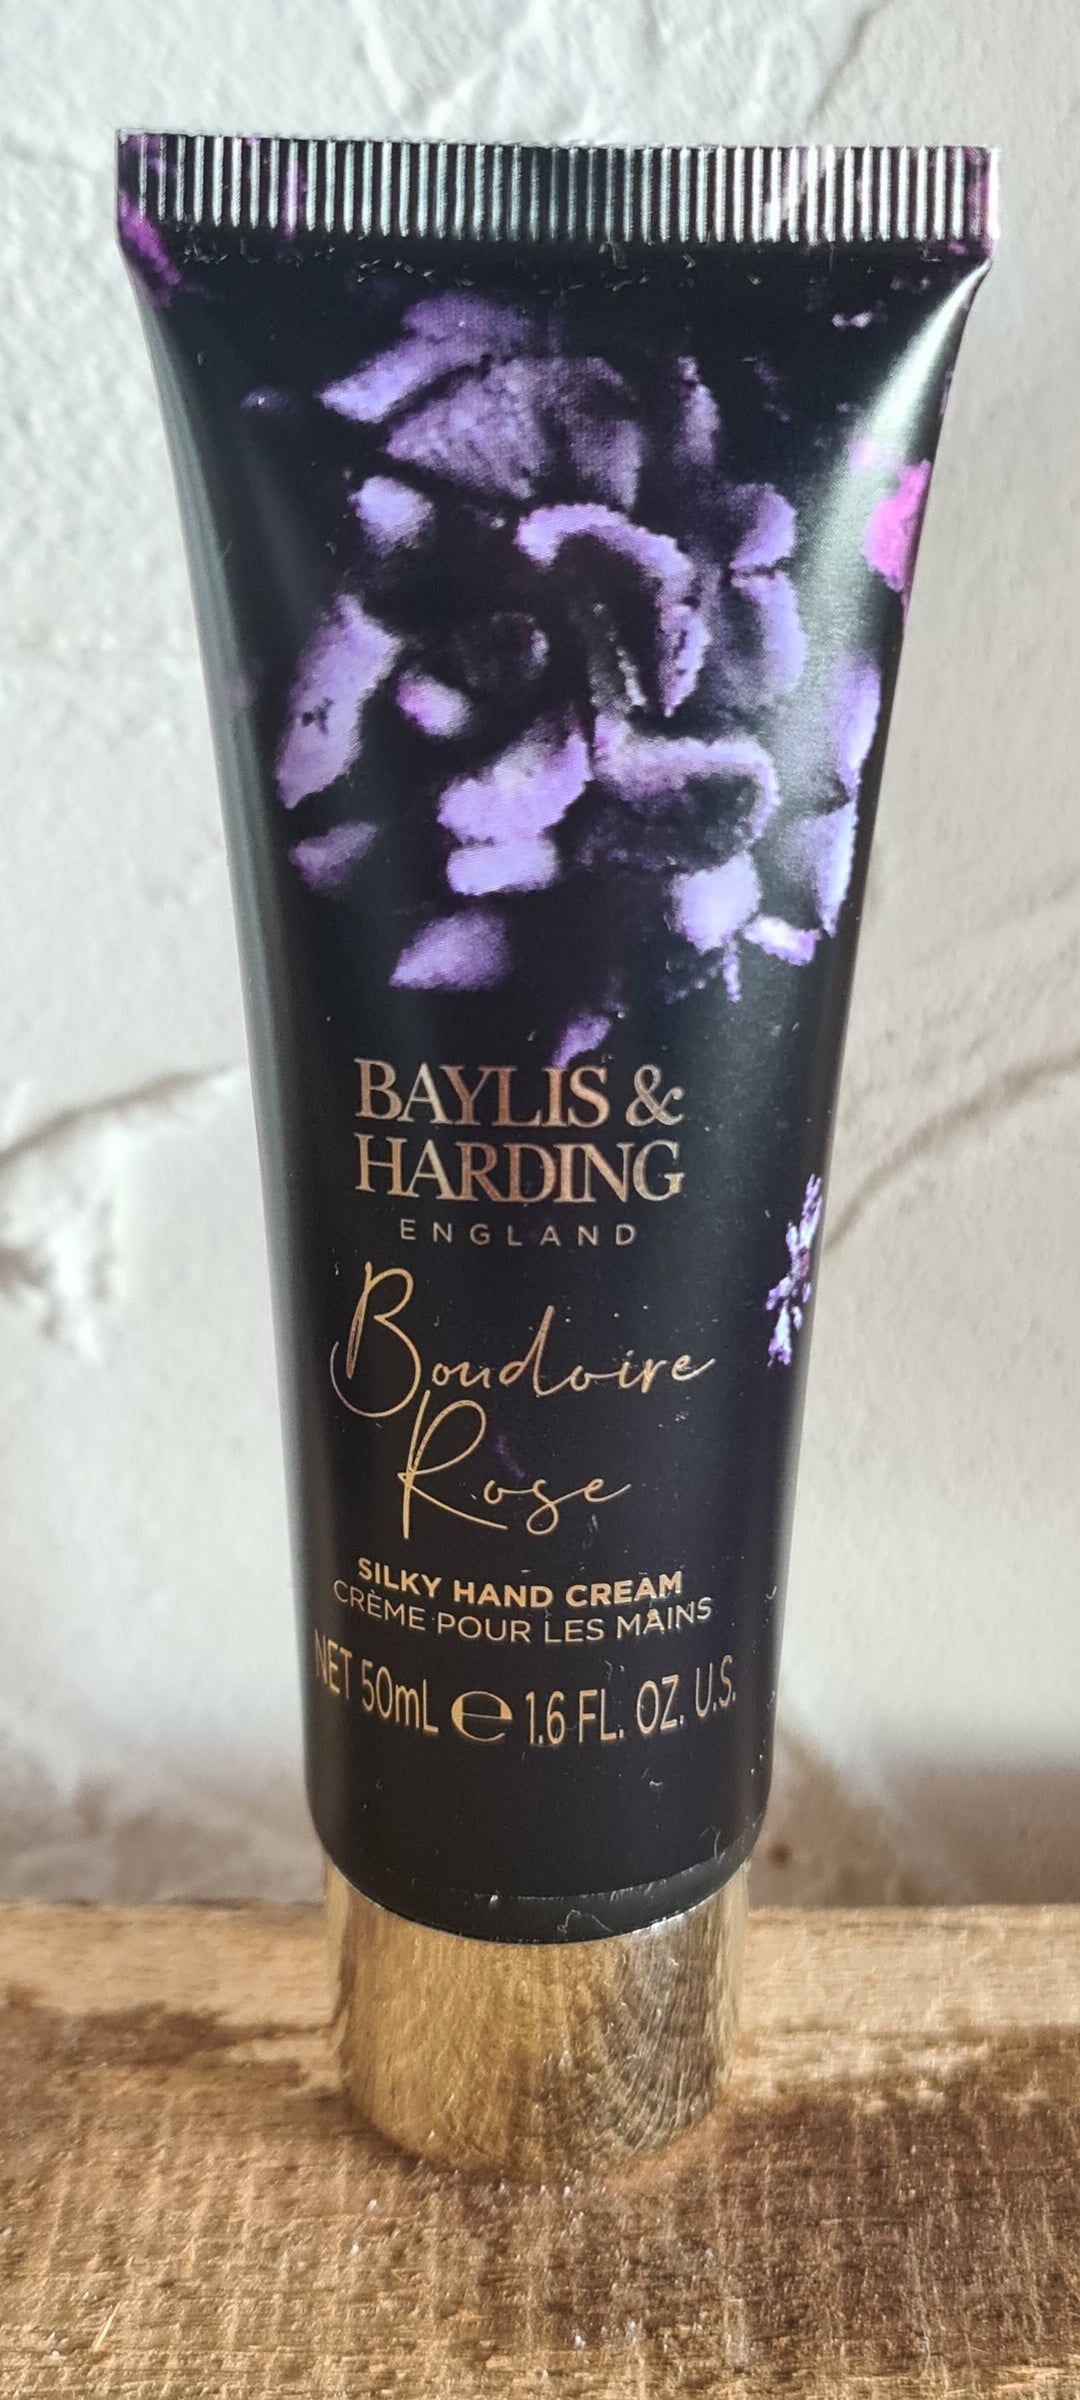 BAYLIS &
HARDING
ENGLAND
Boudoire
Rose
SILKY HAND CREAM
CRÈME POUR LES MAINS
NET 50mL ℮ 1.6 FL. OZ. U.S.